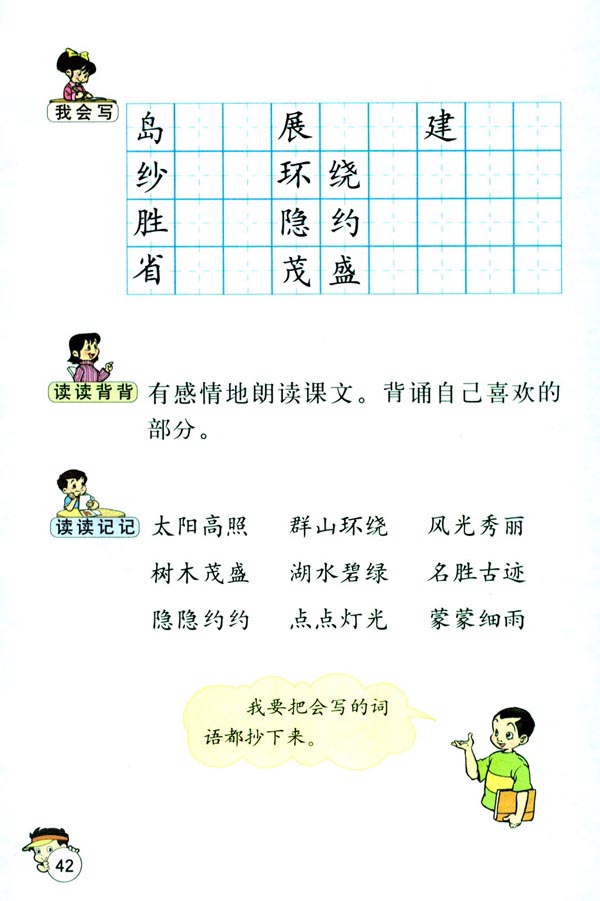 我会写
岛 展 建
纱 环绕
胜 隐约
省 茂盛
读读背背
有感情地朗读课文。背诵自己喜欢的
部分。
读读记记
太阳高照 群山环绕 风光秀丽
树木茂盛 湖水碧绿 名胜古迹
隐隐约约 点点灯光 蒙蒙细雨
我要把会写的词
语都抄下来。
42